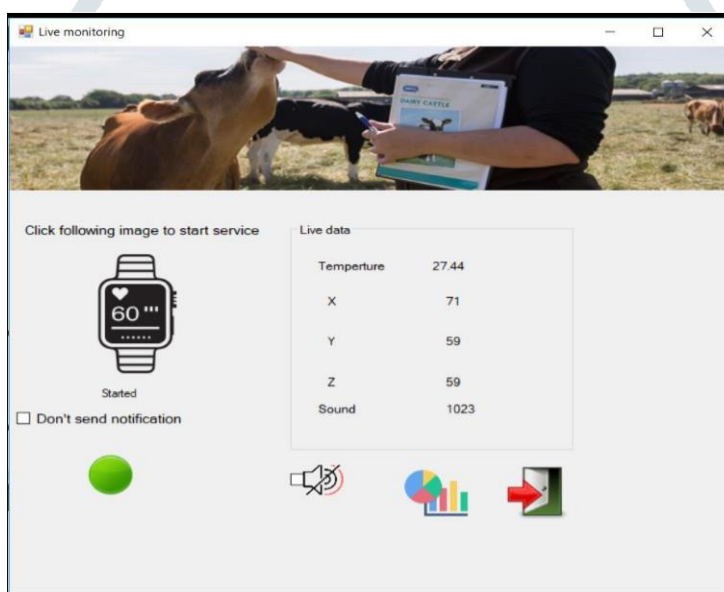 Live monitoring
DAIRY CATTLE
Click following image to start service
60
Started
Don't send notification
Live data
Temperture 27.44
X 71
Y 59
Z 59
Sound 1023